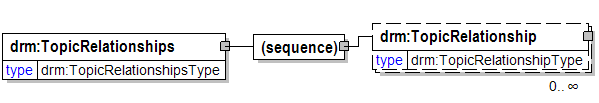 drm:TopicRelationships
type drm:TopicRelationshipsType
(sequence)
drm:TopicRelationship
type drm:TopicRelationshipType
0.. ∞